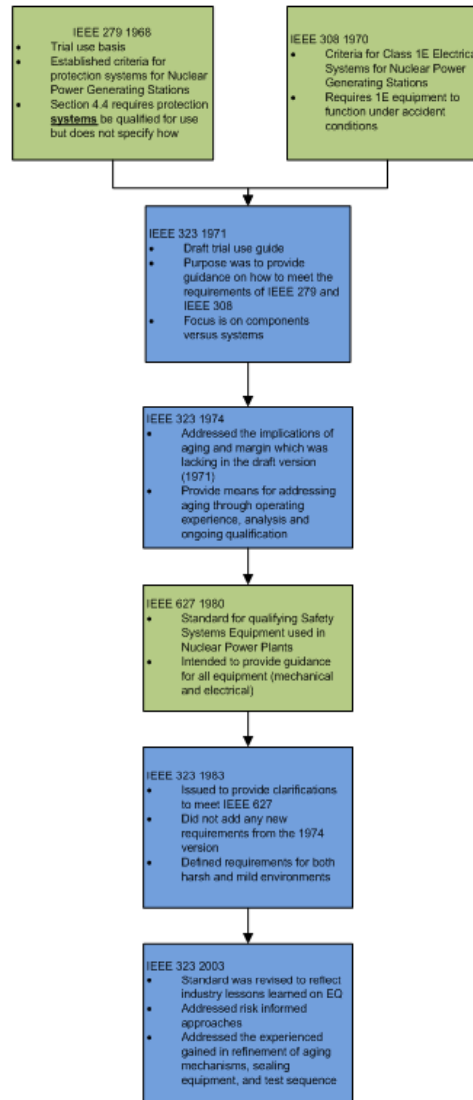 IEEE 279 1968
• Trial use basis
• Established criteria for
protection systems for Nuclear
Power Generating Stations
• Section 4.4 requires protection
systems be qualified for use
but does not specify how
IEEE 308 1970
• Criteria for Class 1E Electrica
Systems for Nuclear Power
Generating Stations
• Requires 1E equipment to
function under accident
conditions
IEEE 323 1971
• Draft trial use guide
• Purpose was to provide
guidance on how to meet the
requirements of IEEE 279 and
IEEE 308
• Focus is on components
versus systems
IEEE 323 1974
• Addressed the implications of
aging and margin which was
lacking in the draft version
(1971)
• Provide means for addressing
aging through operating
experience, analysis and
ongoing qualification
IEEE 627 1980
• Standard for qualifying Safety
Systems Equipment used in
Nuclear Power Plants
• Intended to provide guidance
for all equipment (mechanical
and electrical)
IEEE 323 1983
• Issued to provide clarifications
to meet IEEE 627
• Did not add any new
requirements from the 1974
version
• Defined requirements for both
harsh and mild environments
IEEE 323 2003
• Standard was revised to reflect
industry lessons learned on EQ
• Addressed risk informed
approaches
• Addressed the experienced
gained in refinement of aging
mechanisms, sealing
equipment, and test sequence